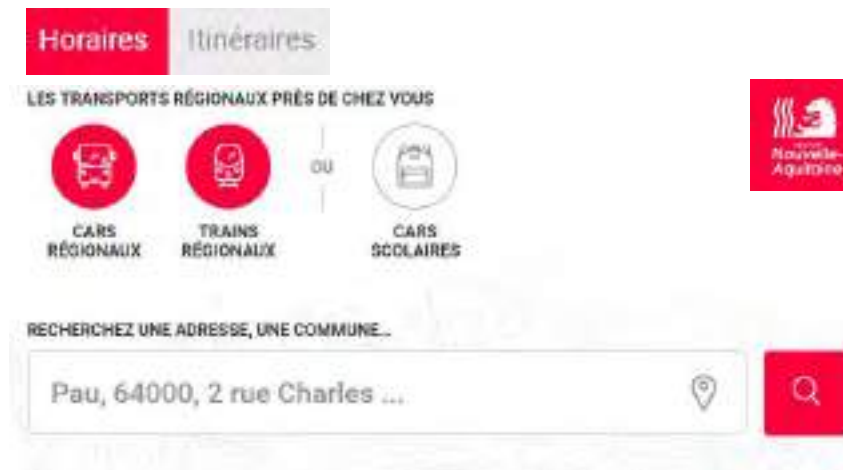 Horaires
Itinéraires
LES TRANSPORTS RÉGIONAUX PRÈS DE CHEZ VOUS
OU
CARS
RÉGIONAUX
TRAINS
RÉGIONAUX
CARS
SCOLAIRES
Nouvelle-
Aquitaine
RECHERCHEZ UNE ADRESSE, UNE COMMUNE...
Pau, 64000, 2 rue Charles ...